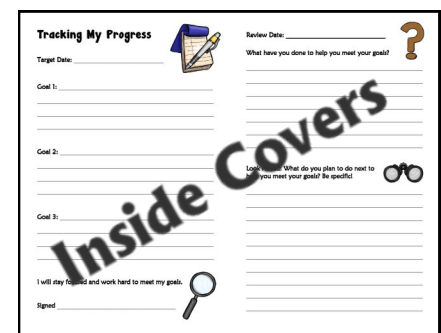 Tracking My Progress
Target Date:
Goal 1:
Goal 2:
Goal 3:
I will stay focused and work hard to meet my goals.
Signed
Review Date:
What have you done to help you meet your goals?
Look What do you plan to do next to
help you meet your goals? Be specific!
Inside Covers